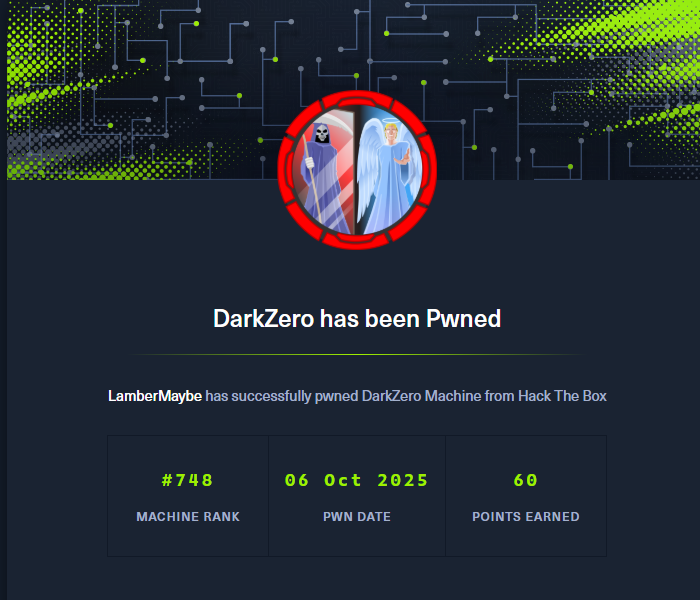 DarkZero has been Pwned
LamberMaybe has successfully pwned DarkZero Machine from Hack The Box
#748
06 Oct 2025
60
MACHINE RANK
PWN DATE
POINTS EARNED